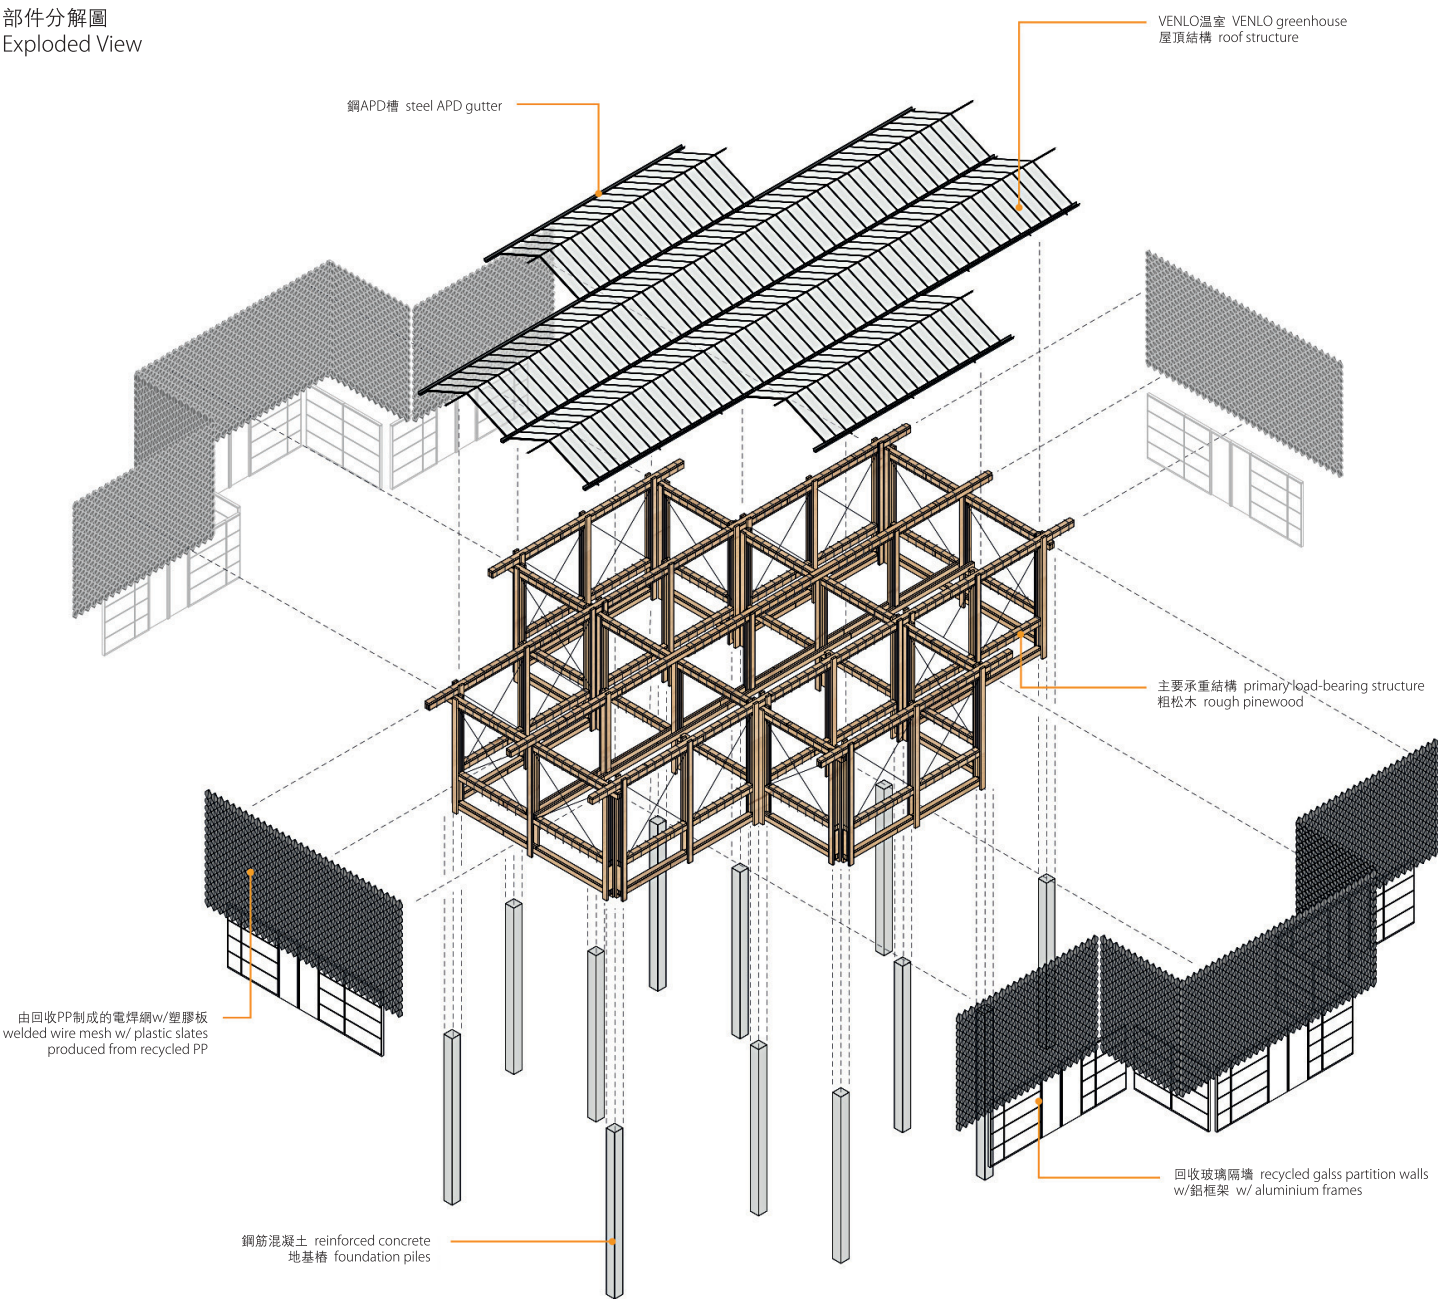 部件分解圖
Exploded View
VENLO温室 VENLO greenhouse
屋頂結構 roof structure
鋼APD槽 steel APD gutter
主要承重結構 primary load-bearing structure
粗松木 rough pinewood
由回收PP制成的電焊網w/塑膠板
welded wire mesh w/ plastic slates
produced from recycled PP
回收玻璃隔墻 recycled galss partition walls
w/鋁框架 w/ aluminium frames
鋼筋混凝土 reinforced concrete
地基樁 foundation piles